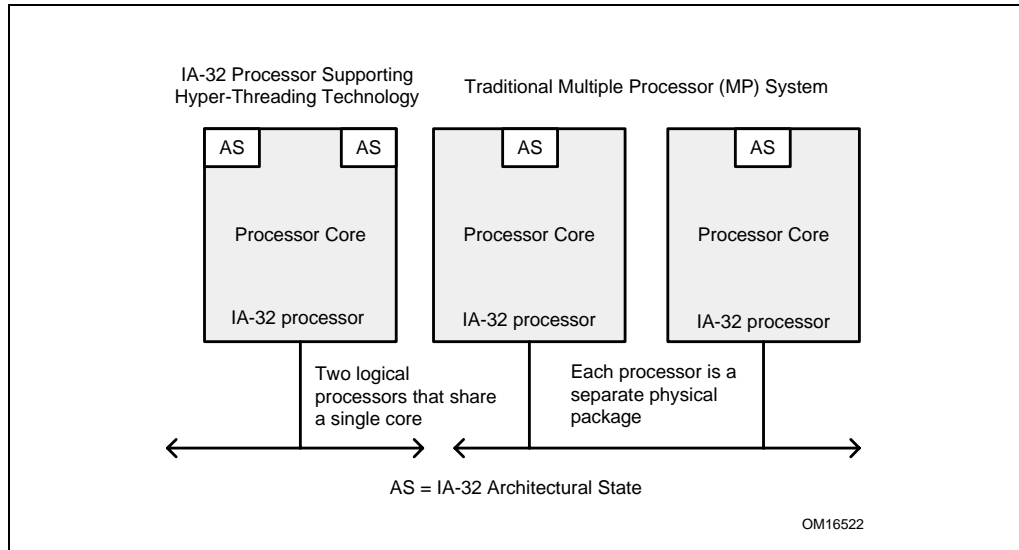 IA-32 Processor Supporting
Hyper-Threading Technology
Traditional Multiple Processor (MP) System
AS
AS
AS
AS
Processor Core
Processor Core
Processor Core
IA-32 processor
IA-32 processor
IA-32 processor
Two logical
processors that share
a single core
Each processor is a
separate physical
package
AS = IA-32 Architectural State
OM16522